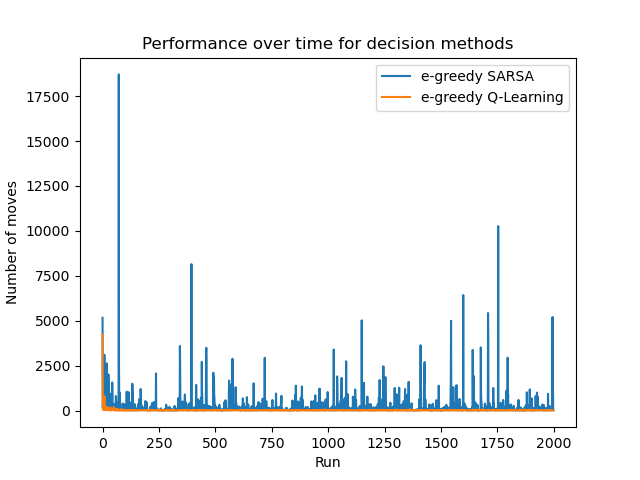 Performance over time for decision methods
e-greedy SARSA
e-greedy Q-Learning
Number of moves
17500
15000
12500
10000
7500
5000
2500
0
0 250 500 750 1000 1250 1500 1750 2000
Run